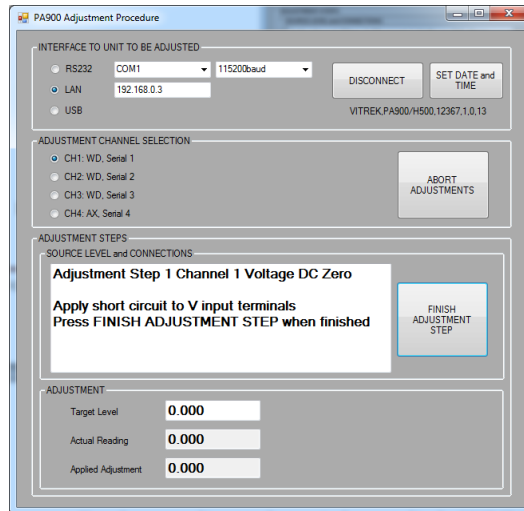 PA900 Adjustment Procedure
INTERFACE TO UNIT TO BE ADJUSTED
RS232
COM1
115200baud
LAN
192.168.0.3
USB
DISCONNECT
SET DATE and
TIME
VITREK,PA900/H500,12367,1,0,13
ADJUSTMENT CHANNEL SELECTION
CH1: WD, Serial 1
CH2: WD, Serial 2
CH3: WD, Serial 3
CH4: AX, Serial 4
ABORT
ADJUSTMENTS
ADJUSTMENT STEPS
SOURCE LEVEL and CONNECTIONS
Adjustment Step 1 Channel 1 Voltage DC Zero
Apply short circuit to V input terminals
Press FINISH ADJUSTMENT STEP when finished
FINISH
ADJUSTMENT
STEP
ADJUSTMENT
Target Level
0.000
Actual Reading
0.000
Applied Adjustment
0.000